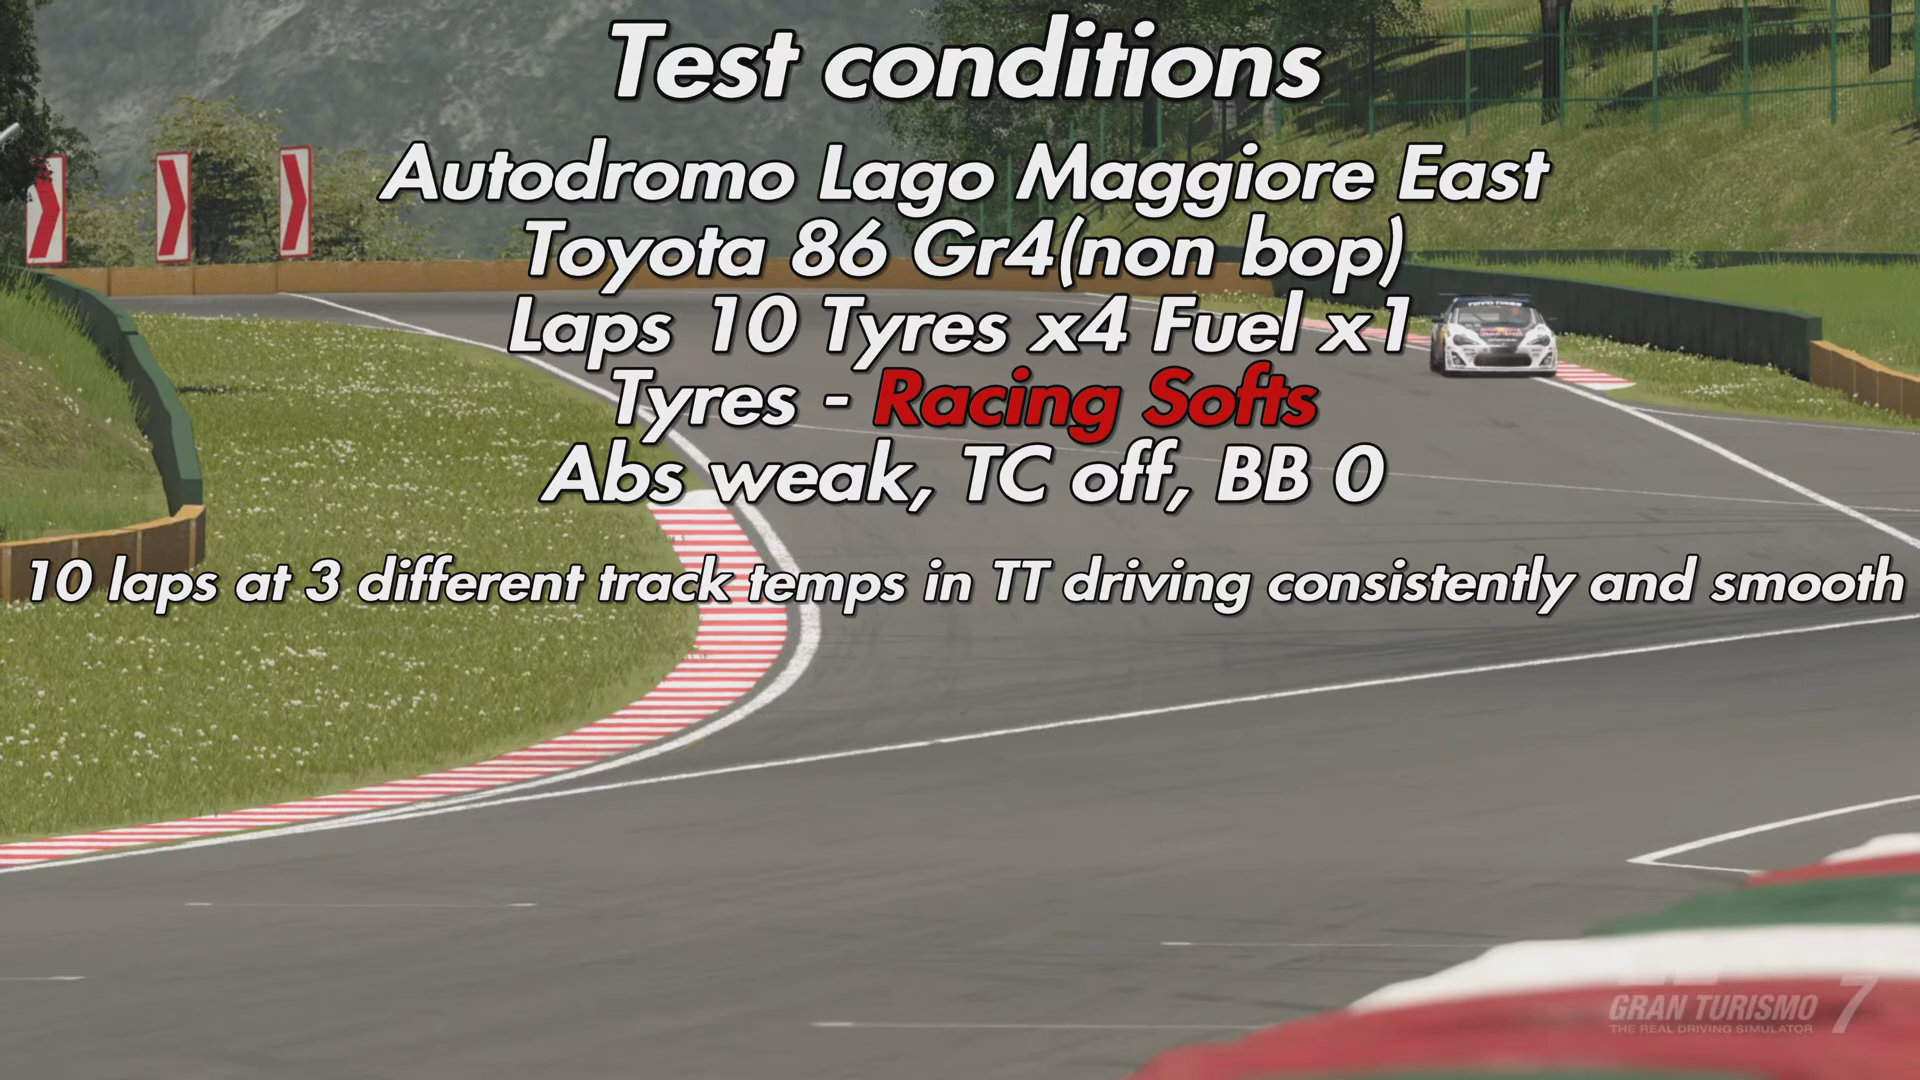 Test conditions
Autodromo Lago Maggiore East
Toyota 86 Gr4(non bop)
Laps 10 Tyres x4 Fuel x1
Tyres - Racing Softs
Abs weak, TC off, BB 0
10 laps at 3 different track temps in TT driving consistently and smooth
GRAN TURISMO 7
THE REAL DRIVING SIMULATOR